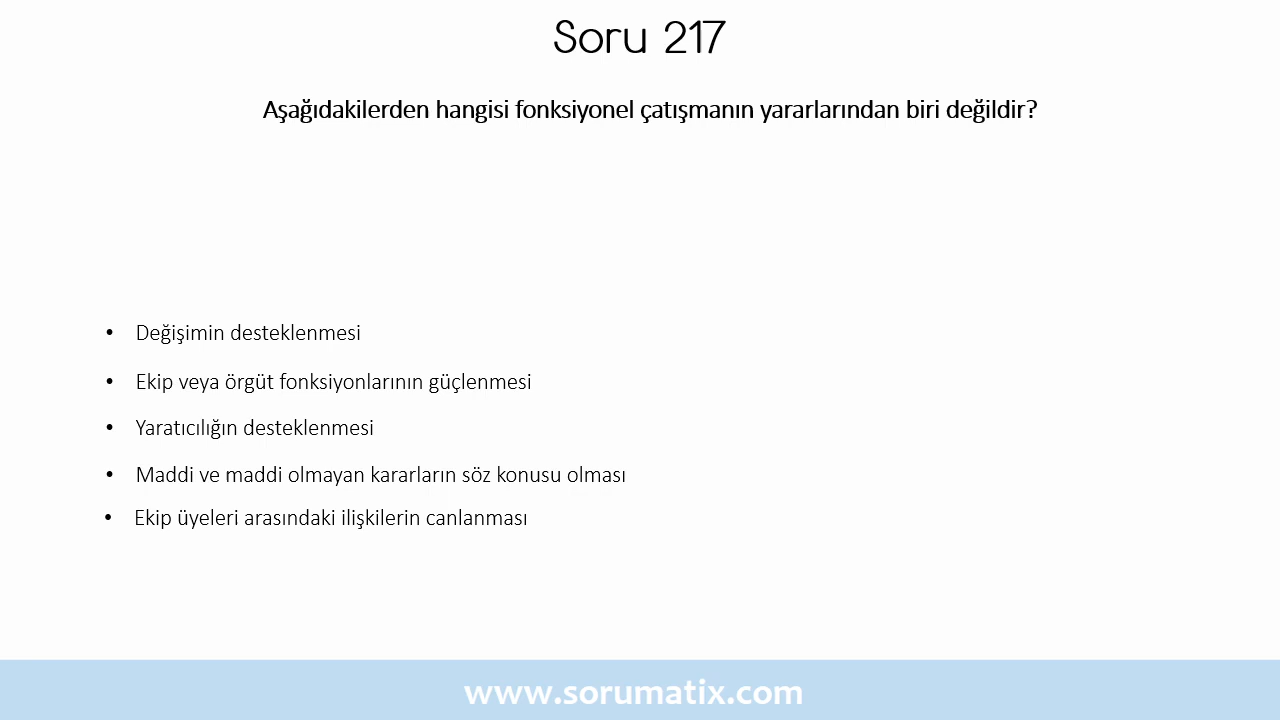 Soru 217
Aşağıdakilerden hangisi fonksiyonel çatışmanın yararlarından biri değildir?
• Değişimin desteklenmesi
• Ekip veya örgüt fonksiyonlarının güçlenmesi
• Yaratıcılığın desteklenmesi
• Maddi ve maddi olmayan kararların söz konusu olması
• Ekip üyeleri arasındaki ilişkilerin canlanması
www.sorumatix.com